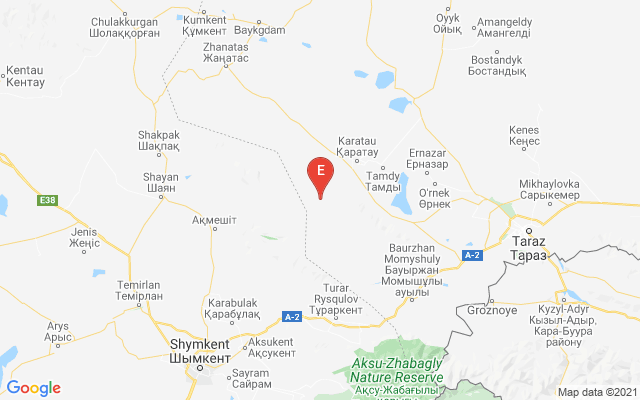 Chulakkurgan
Шолаққорған
Kumkent
Құмкент
Baykgdam
Oyyk
Ойық
Amangeldy
Амангелді
Zhanatas
Жаңатас
Bostandyk
Бостандық
Kentau
Кентау
Shakpak
Шақпақ
Karatau
Қаратау
Kenes
Кеңес
Ernazar
Ерназар
E
Tamdy
Тамды
Shayan
Шаян
O'rnek
Өрнек
Mikhaylovka
Сарыкемер
E38
Ақмешіт
Jenis
Жеңіс
Taraz
Тараз
Baurzhan
Momyshuly
Бауыржан
Момышұлы
ауылы
A-2
Temirlan
Темірлан
Turar
Rysqulov
Тұраркент
Karabulak
Қарабұлақ
A-2
Groznoye
Kyzyl-Adyr
Кызыл-Адыр,
Кара-Буура
району
Arys
Арыс
Shymkent
Шымкент
Aksukent
Ақсукент
Aksu-Zhabagly
Nature Reserve
Ақсу-Жабағылы
қорығы
Sayram
Сайрам
Google
Map data ©2021